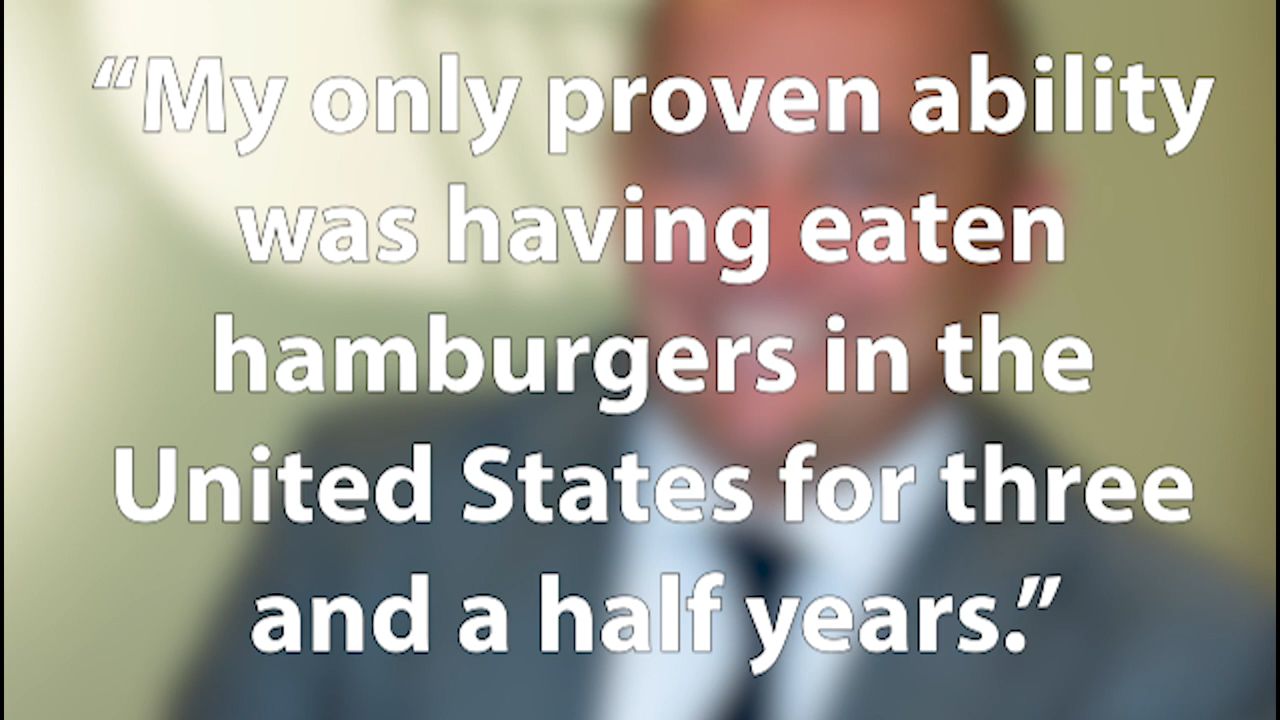 “My only proven ability
was having eaten
hamburgers in the
United States for three
and a half years.”